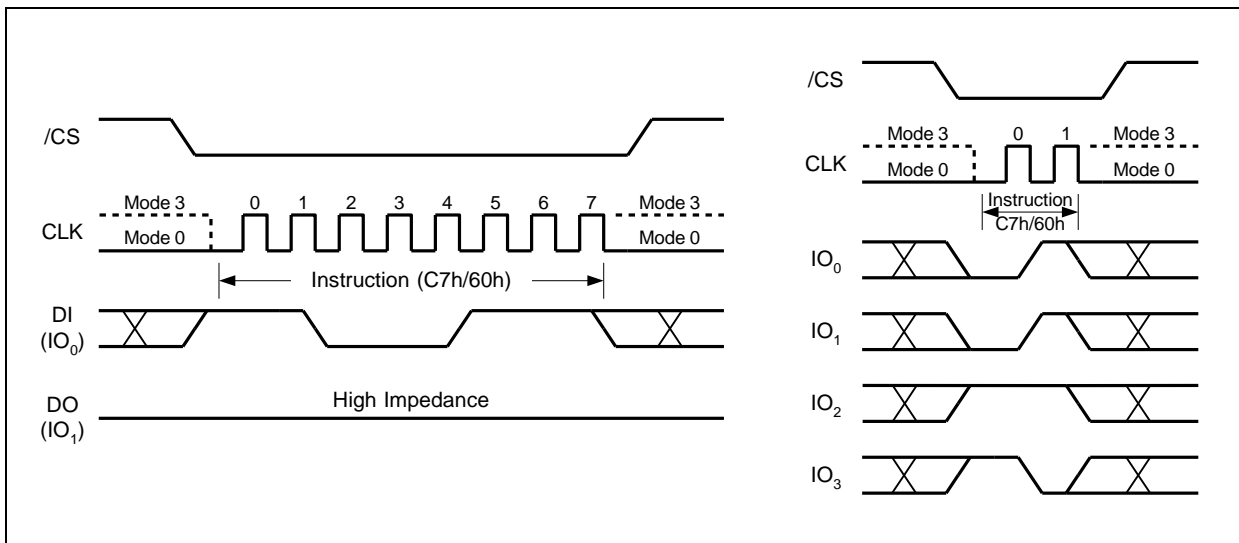 /CS
Mode 3
0 1 2 3 4 5 6 7
Mode 3
CLK
Mode 0
Mode 0
Instruction (C7h/60h)
DI
(IO0)
High Impedance
DO
(IO1)
/CS
Mode 3
0 1
Mode 3
CLK
Mode 0
Mode 0
Instruction
C7h/60h
IO0
IO1
IO2
IO3